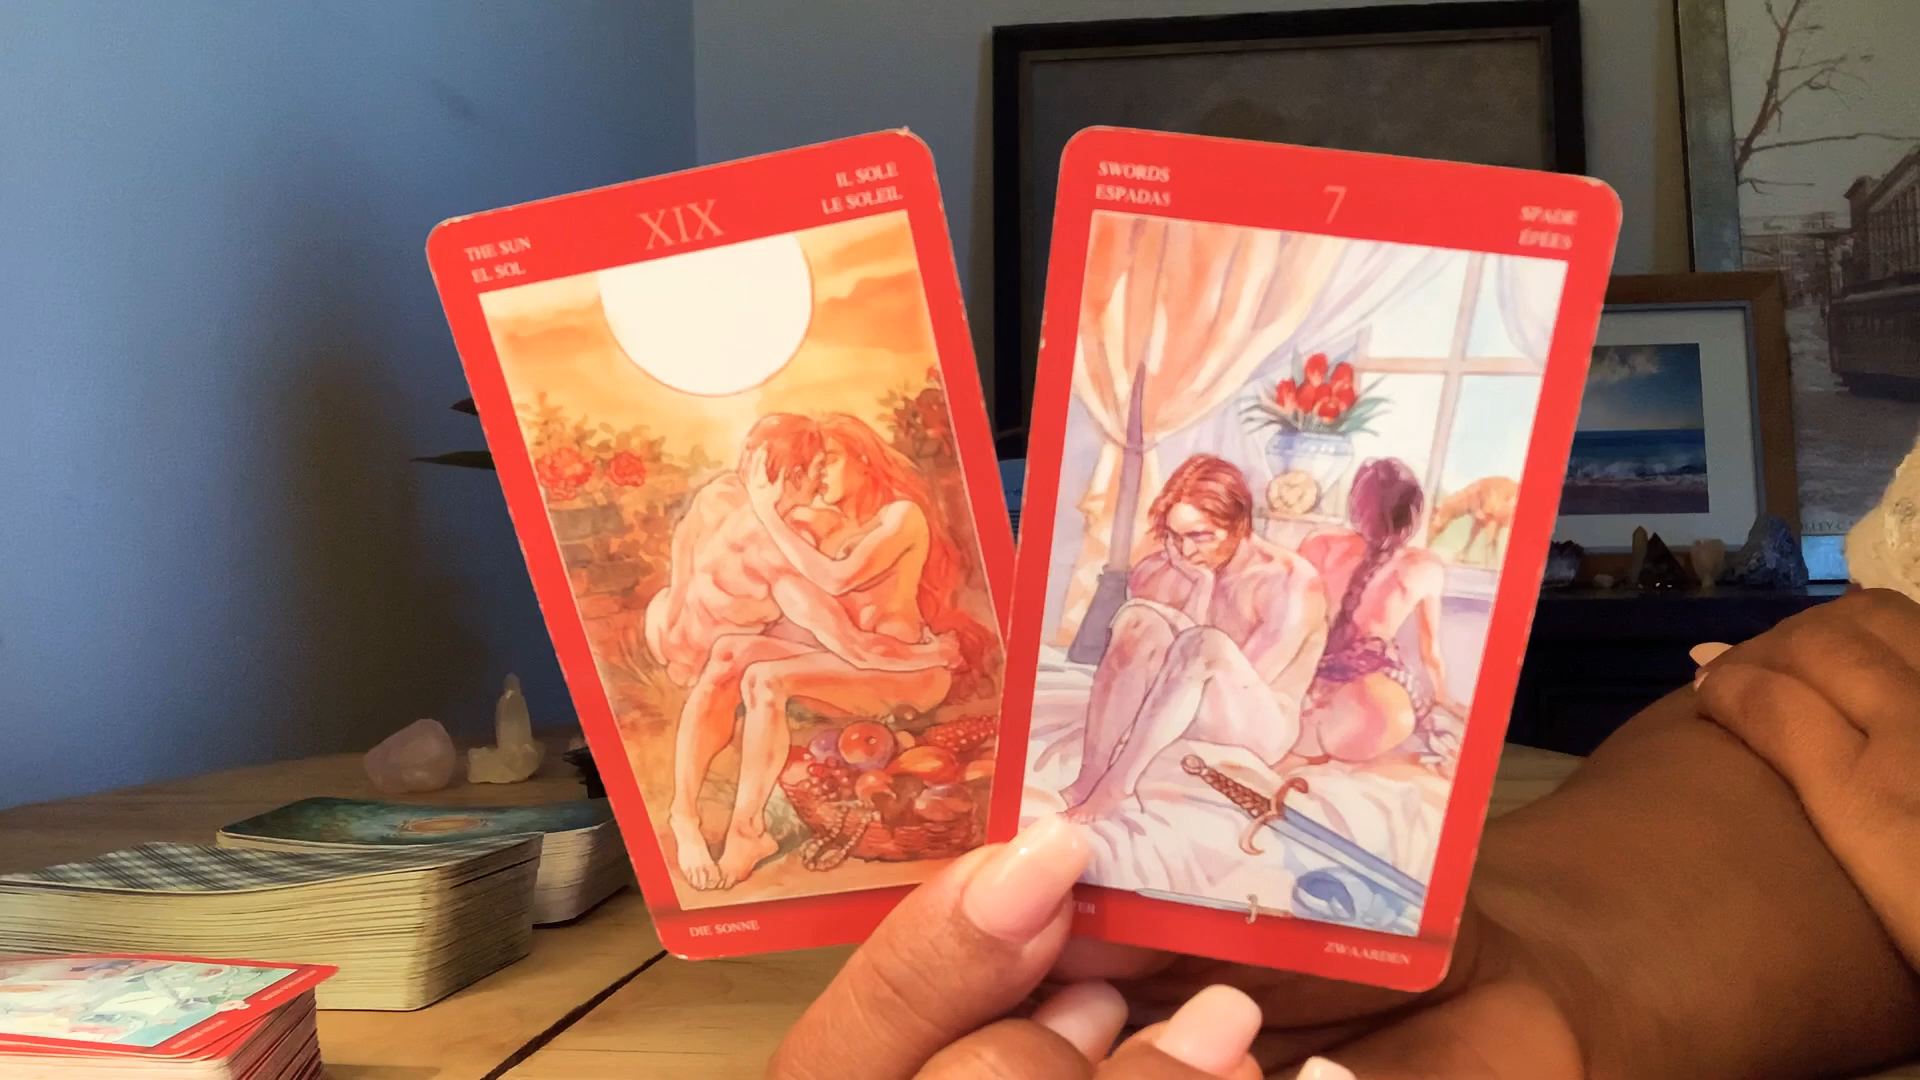 THE SUN
EL SOL
XIX
IL SOLE
LE SOLEIL
DIE SONNE
SWORDS
ESPADAS
7
SPADE
ÉPÉES
ZWAARDEN